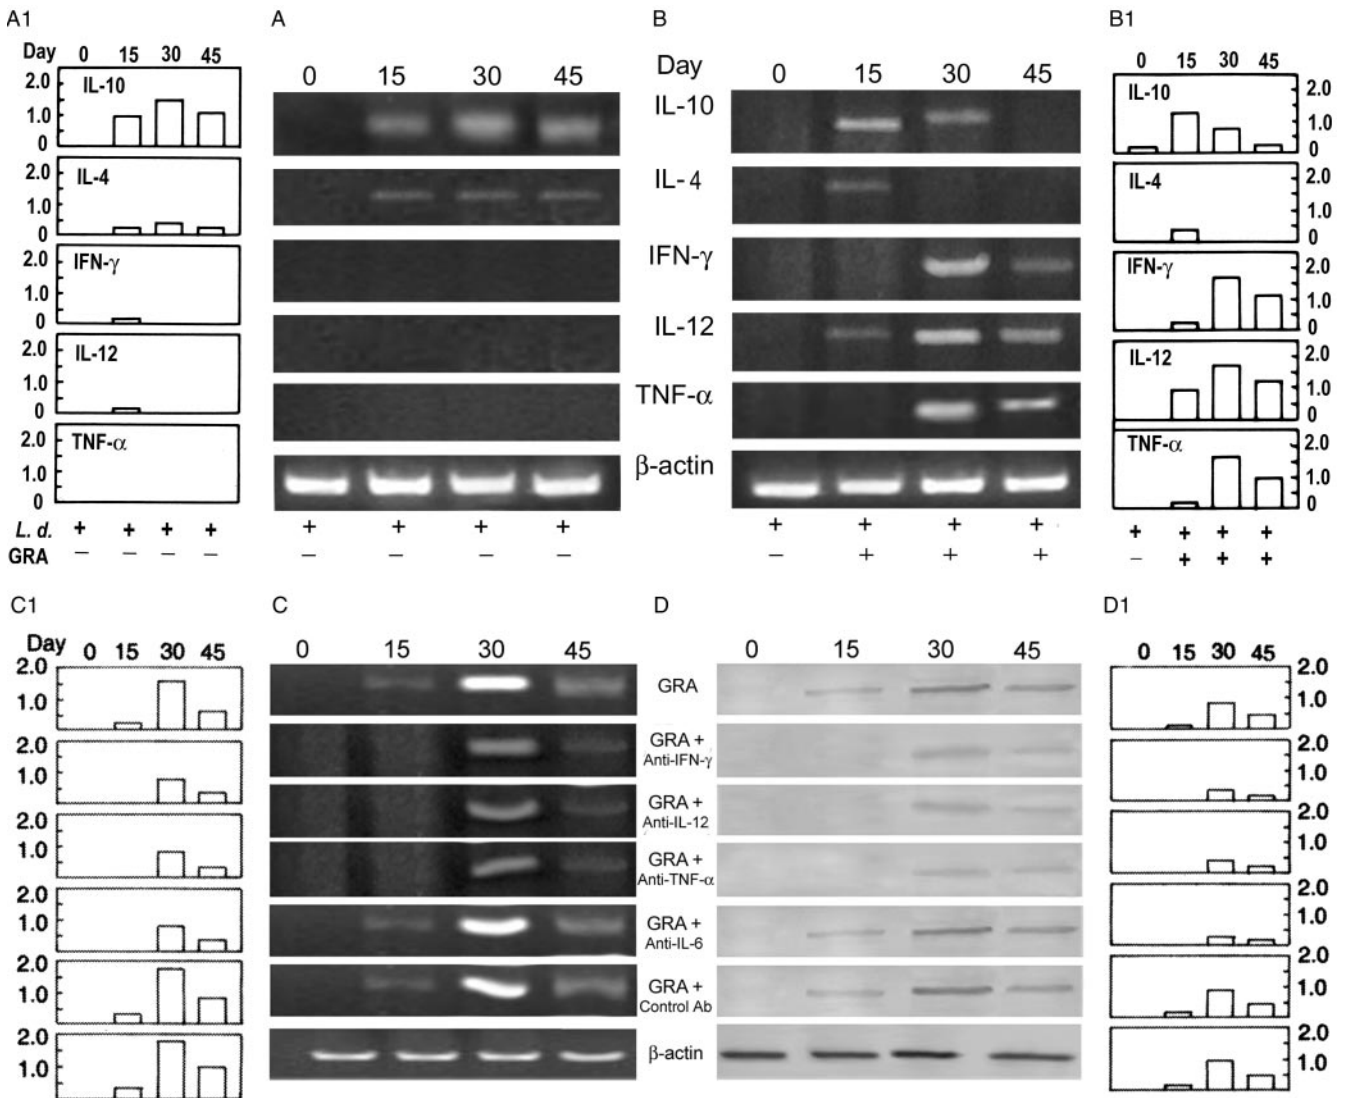 A1 A B B1
Day 0 15 30 45
2.0
1.0
0
IL-10
2.0
1.0
0
IL-4
2.0
1.0
0
IFN-γ
2.0
1.0
0
IL-12
2.0
1.0
0
TNF-α
L. d. + + + +
GRA – – – –
0 15 30 45
+ + + +
– – – –
Day 0 15 30 45
IL-10
IL-4
IFN-γ
IL-12
TNF-α
β-actin
+ + + +
– + + +
0 15 30 45
IL-10
2.0
1.0
0
IL-4
2.0
1.0
0
IFN-γ
2.0
1.0
0
IL-12
2.0
1.0
0
TNF-α
2.0
1.0
0
+ + + +
– + + +
C1 C D D1
Day 0 15 30 45
2.0
1.0
2.0
1.0
2.0
1.0
2.0
1.0
2.0
1.0
2.0
1.0
0 15 30 45
GRA
GRA +
Anti-IFN-γ
GRA +
Anti-IL-12
GRA +
Anti-TNF-α
GRA +
Anti-IL-6
GRA +
Control Ab
β-actin
0 15 30 45
0 15 30 45
2.0
1.0
2.0
1.0
2.0
1.0
2.0
1.0
2.0
1.0
2.0
1.0